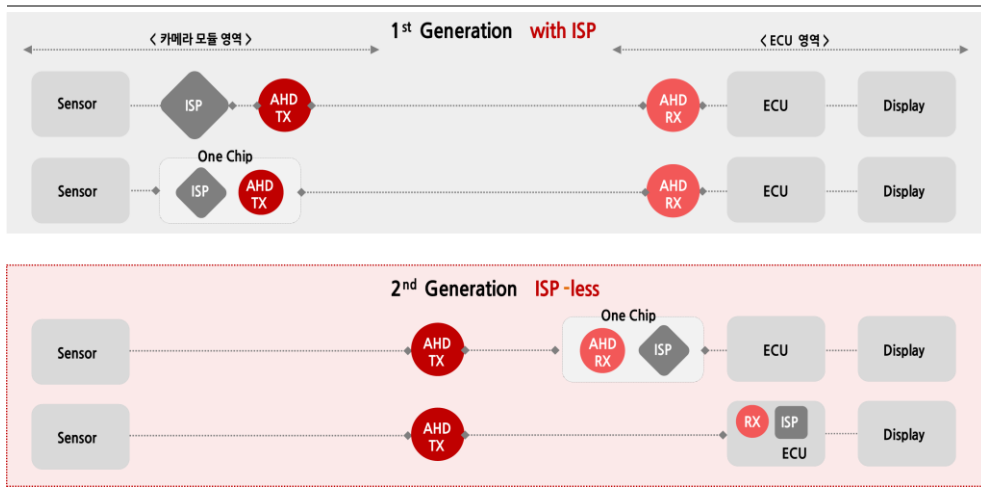 1st Generation with ISP
< 카메라 모듈 영역 >
< ECU 영역 >
Sensor
ISP
AHD
TX
AHD
RX
ECU
Display
One Chip
Sensor
ISP
AHD
TX
AHD
RX
ECU
Display
2nd Generation ISP-less
One Chip
Sensor
AHD
TX
AHD
RX
ISP
ECU
Display
Sensor
AHD
TX
RX
ISP
ECU
Display